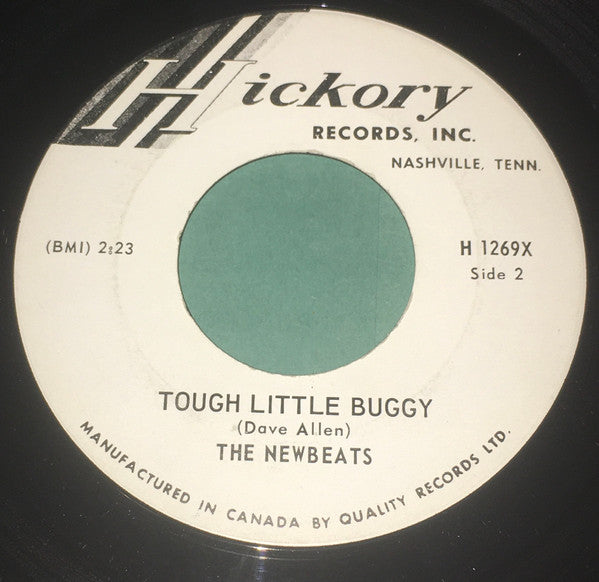 Hickory
RECORDS, INC.
NASHVILLE, TENN.
(BMI) 2:23
H 1269X
Side 2
TOUGH LITTLE BUGGY
(Dave Allen)
THE NEWBEATS
MANUFACTURED IN CANADA BY QUALITY RECORDS LTD.